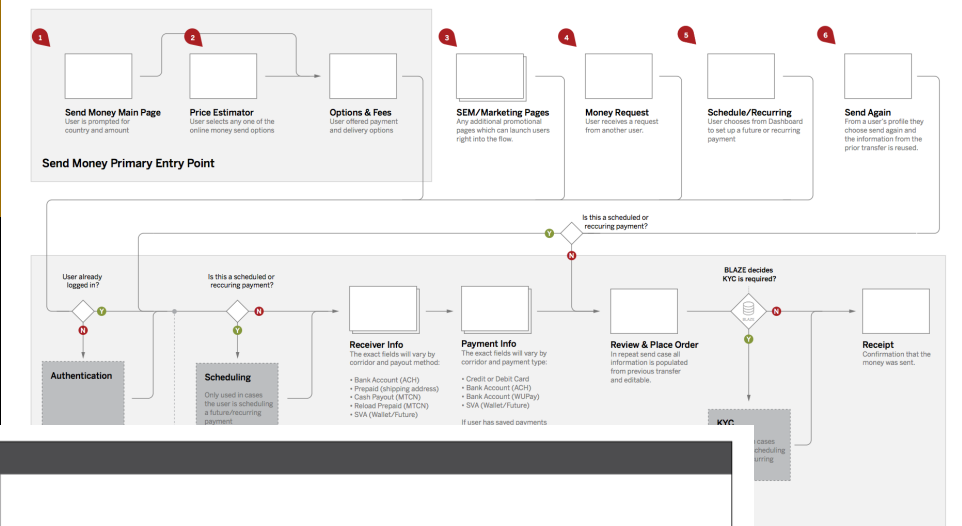 1
2
3
4
5
6
Send Money Main Page
User is prompted for
country and amount
Price Estimator
User selects any one of the
online money send options
Options & Fees
User offered payment
and delivery options
Send Money Primary Entry Point
SEM/Marketing Pages
Any additional promotional
pages which can launch users
right into the flow.
Money Request
User receives a request
from another user.
Schedule/Recurring
User chooses from Dashboard
to set up a future or recurring
payment
Send Again
From a user's profile they
choose send again and
the information from the
prior transfer is reused.
Is this a scheduled or
reccuring payment?
Y
N
User already
logged in?
Y
N
Is this a scheduled or
reccuring payment?
N
Y
BLAZE decides
KYC is required?
BLAZE
N
Y
Authentication
Scheduling
Only used in cases
the user is scheduling
a future/recurring
payment
Receiver Info
The exact fields will vary by
corridor and payout method:
• Bank Account (ACH)
• Prepaid (shipping address)
• Cash Payout (MTCN)
• Reload Prepaid (MTCN)
• SVA (Wallet/Future)
Payment Info
The exact fields will vary by
corridor and payment type:
• Credit or Debit Card
• Bank Account (ACH)
• Bank Account (WUPay)
• SVA (Wallet/Future)
If user has saved payments
Review & Place Order
In repeat send case all
information is populated
from previous transfer
and editable.
Receipt
Confirmation that the
money was sent.
KYC
cases